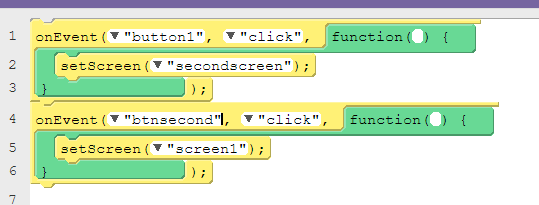 1 onEvent(▼"button1", ▼"click", function( ) {
2 setScreen(▼"secondscreen");
3 } );
4 onEvent(▼"btnsecond", ▼"click", function( ) {
5 setScreen(▼"screen1");
6 } );
7